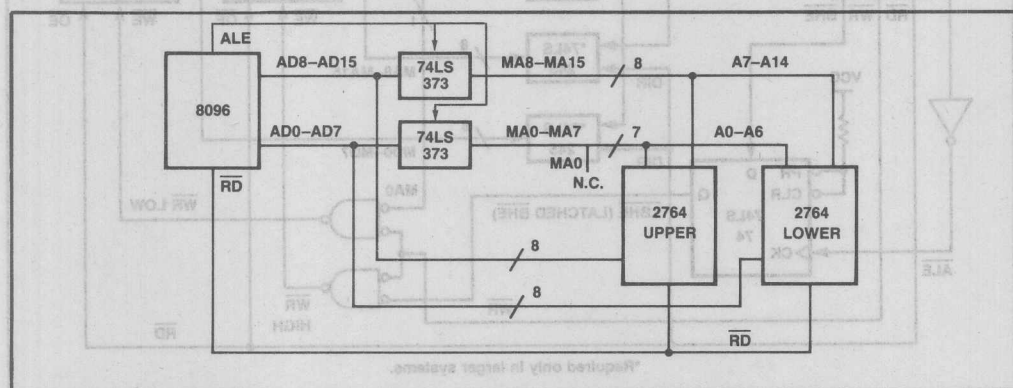 ALE
8096
AD8–AD15
74LS
373
MA8–MA15
8
A7–A14
AD0–AD7
74LS
373
MA0–MA7
7
A0–A6
MA0
N.C.
RD
2764
UPPER
2764
LOWER
8
8
RD